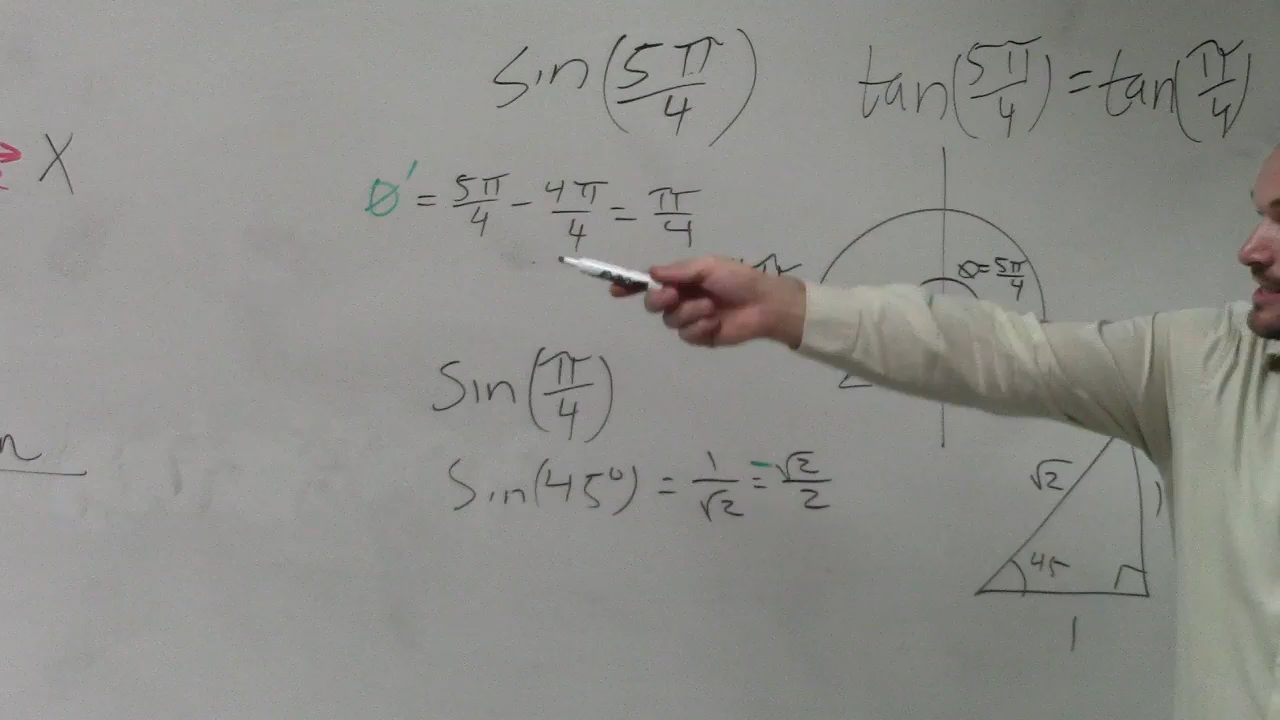 sin(5π/4)
tan(5π/4) = tan(π/4)
X
θ' = 5π/4 - 4π/4 = π/4
θ=5π/4
sin(π/4)
sin(45°) = 1/√2 = -√2/2
√2
1
45
1